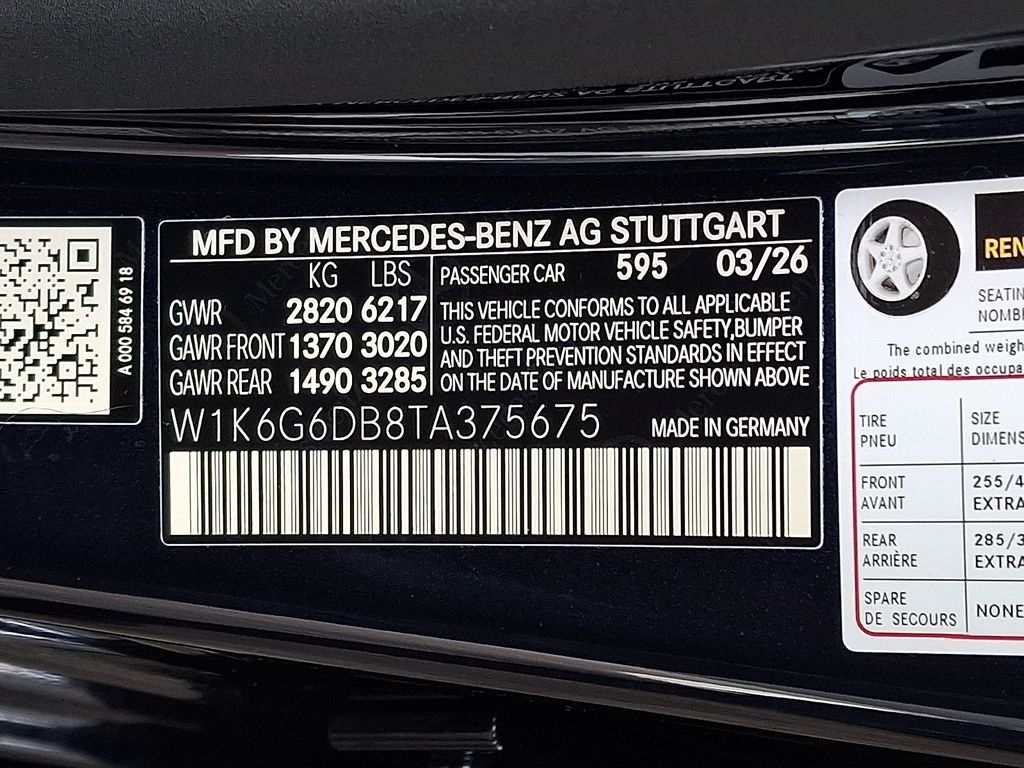 MFD BY MERCEDES-BENZ AG STUTTGART
KG LBS
GVWR 2820 6217
GAWR FRONT 1370 3020
GAWR REAR 1490 3285
PASSENGER CAR 595 03/26
THIS VEHICLE CONFORMS TO ALL APPLICABLE
U.S. FEDERAL MOTOR VEHICLE SAFETY,BUMPER
AND THEFT PREVENTION STANDARDS IN EFFECT
ON THE DATE OF MANUFACTURE SHOWN ABOVE
W1K6G6DB8TA375675
MADE IN GERMANY
A 000 584 69 18
SEATIN
NOMB
The combined weigh
Le poids total des occupa
TIRE SIZE
PNEU DIMENS
FRONT 255/4
AVANT EXTRA
REAR 285/3
ARRIÈRE EXTRA
SPARE NONE
DE SECOURS